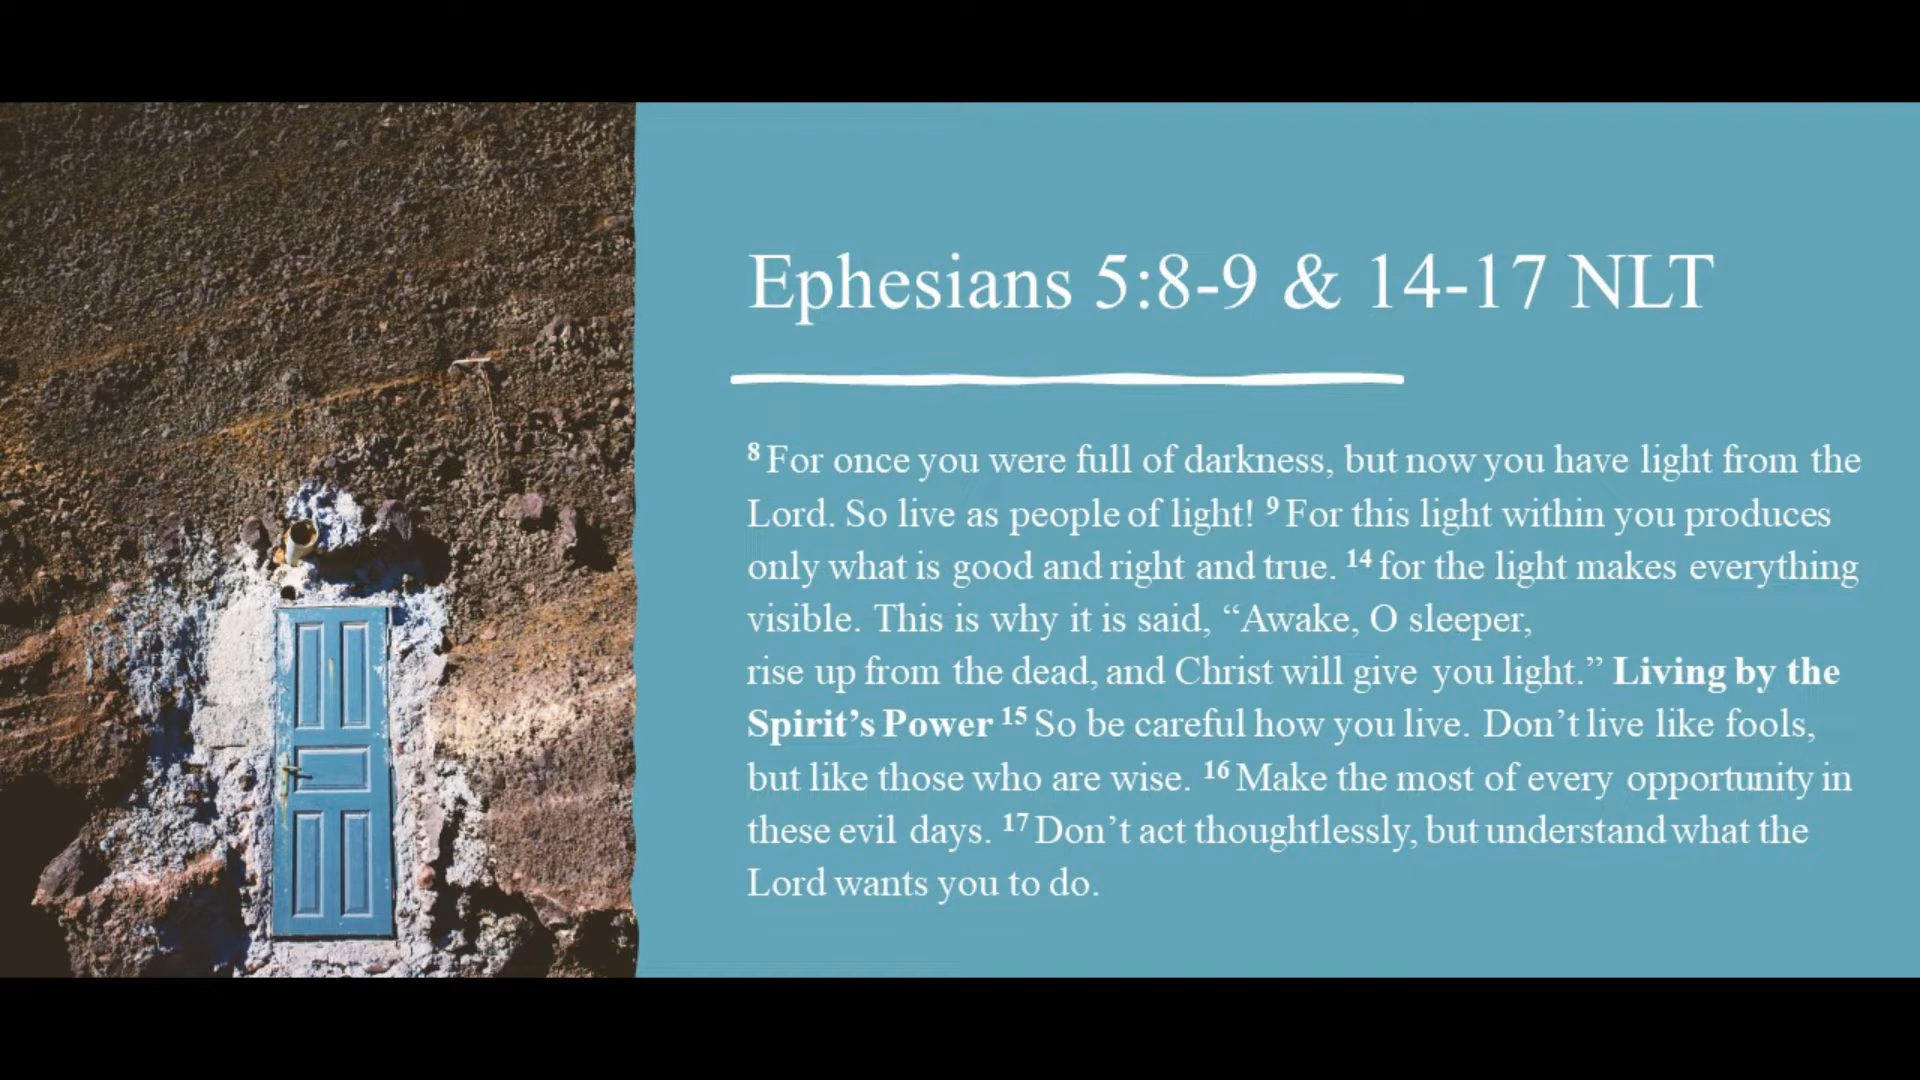 Ephesians 5:8-9 & 14-17 NLT
8 For once you were full of darkness, but now you have light from the
Lord. So live as people of light! 9 For this light within you produces
only what is good and right and true. 14 for the light makes everything
visible. This is why it is said, “Awake, O sleeper,
rise up from the dead, and Christ will give you light.” Living by the
Spirit’s Power 15 So be careful how you live. Don’t live like fools,
but like those who are wise. 16 Make the most of every opportunity in
these evil days. 17 Don’t act thoughtlessly, but understand what the
Lord wants you to do.